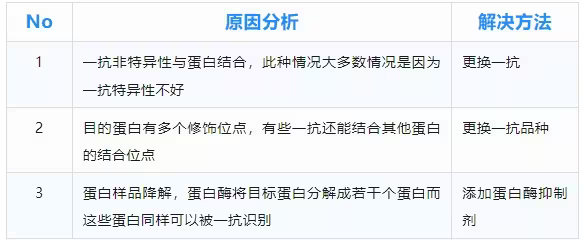 No 原因分析 解决方法
1 一抗非特异性与蛋白结合，此种情况大多数情况是因为 更换一抗
一抗特异性不好
2 目的蛋白有多个修饰位点，有些一抗还能结合其他蛋白 更换一抗品种
的结合位点
3 蛋白样品降解，蛋白酶将目标蛋白分解成若干个蛋白而 添加蛋白酶抑制
这些蛋白同样可以被一抗识别 剂